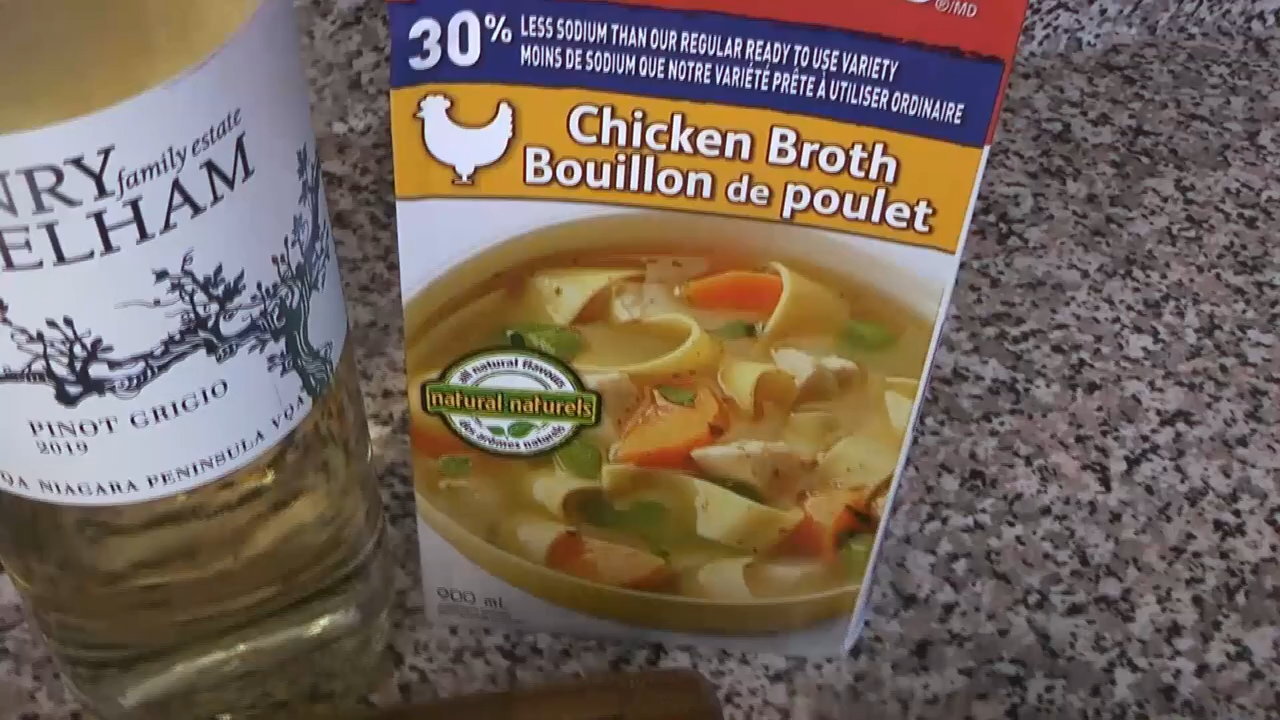 NRY family estate
ELHAM
PINOT GRIGIO
2019
QA NIAGARA PENINSULA VQA
®/MD
30% LESS SODIUM THAN OUR REGULAR READY TO USE VARIETY
MOINS DE SODIUM QUE NOTRE VARIÉTÉ PRÊTE À UTILISER ORDINAIRE
Chicken Broth
Bouillon de poulet
all natural flavours
natural naturels
des arômes naturels
900 mL